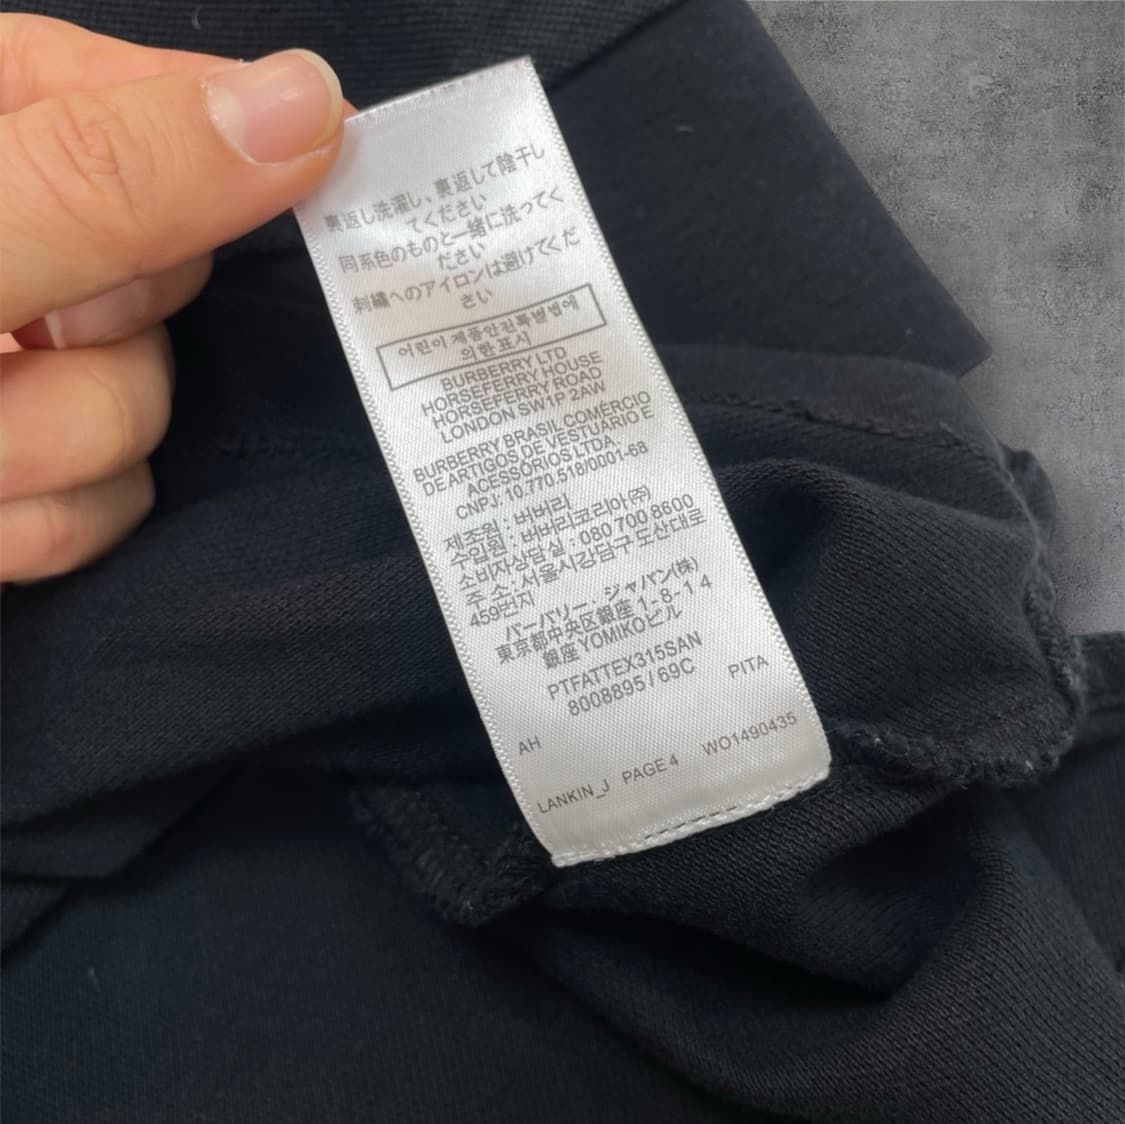 裏返し洗濯し、裏返して陰干し
てください
同系色のものと一緒に洗ってく
ださい
刺繍へのアイロンは避けてくだ
さい
어린이제품안전특별법에
의한표시
BURBERRY LTD
HORSEFERRY HOUSE
HORSEFERRY ROAD
LONDON SW1P 2AW
BURBERRY BRASIL COMERCIO
DE ARTIGOS DE VESTUÁRIO E
ACESSÓRIOS LTDA.
CNPJ: 10.770.518/0001-68
제조원 : 버버리
수입원 : 버버리코리아(주)
소비자상담실 : 080 700 8600
주 소 : 서울시강남구 도산대로
459번지
バーバリー・ジャパン(株)
東京都中央区銀座 1-8-1 4
銀座 YOMIKOビル
PTFATTEX315SAN
8008895 / 69C
PITA
AH
WO1490435
LANKIN_J PAGE 4